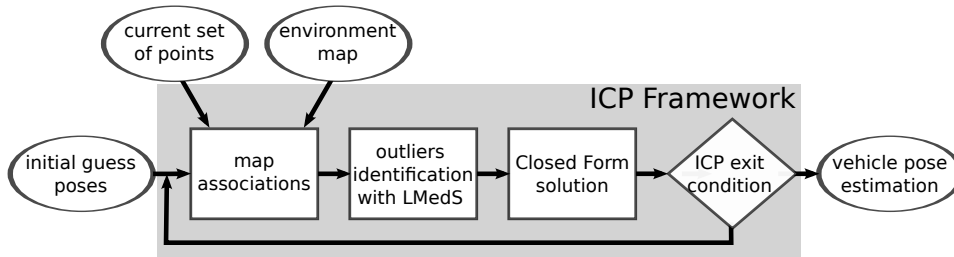 current set
of points
environment
map
ICP Framework
initial guess
poses
map
associations
outliers
identification
with LMedS
Closed Form
solution
ICP exit
condition
vehicle pose
estimation